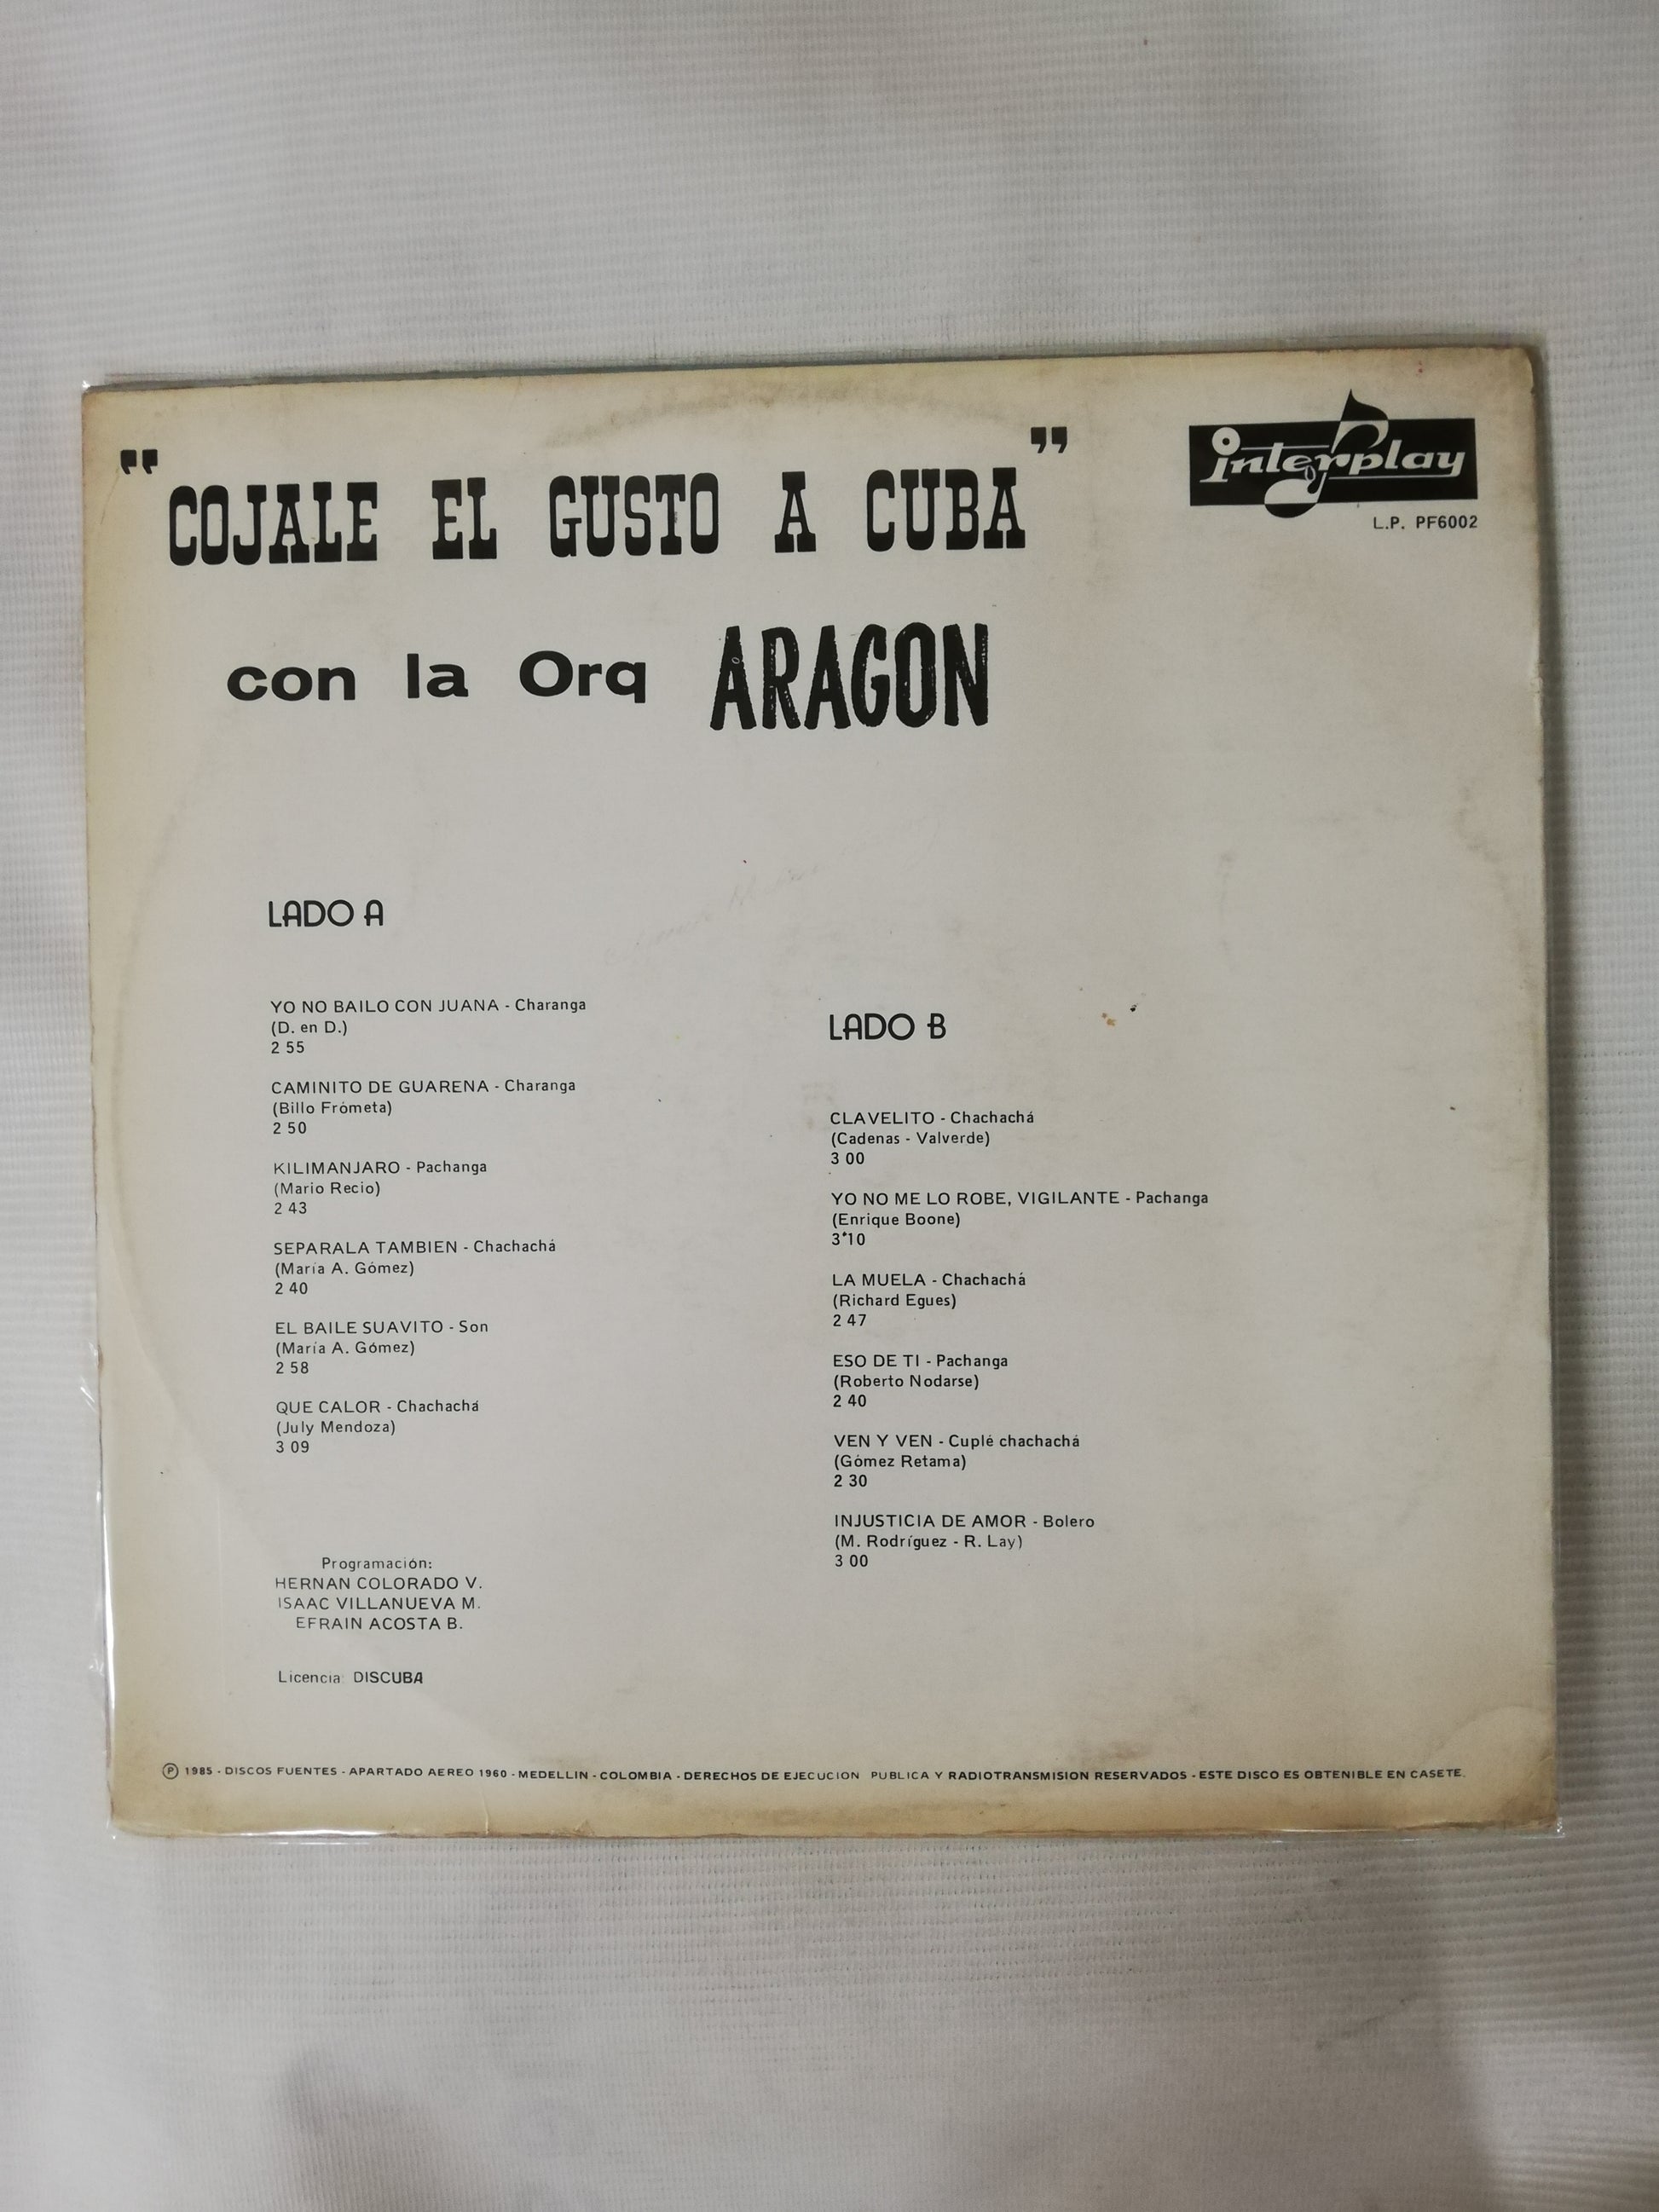 "COJALE EL GUSTO A CUBA"
interplay
L.P. PF6002
con la Orq ARAGON
LADO A
YO NO BAILO CON JUANA - Charanga
(D. en D.)
2 55
CAMINITO DE GUARENA - Charanga
(Billo Frómeta)
2 50
KILIMANJARO - Pachanga
(Mario Recio)
2 43
SEPARALA TAMBIEN - Chachachá
(María A. Gómez)
2 40
EL BAILE SUAVITO - Son
(María A. Gómez)
2 58
QUE CALOR - Chachachá
(July Mendoza)
3 09
Programación:
HERNAN COLORADO V.
ISAAC VILLANUEVA M.
EFRAIN ACOSTA B.
Licencia: DISCUBA
LADO B
CLAVELITO - Chachachá
(Cadenas - Valverde)
3 00
YO NO ME LO ROBE, VIGILANTE - Pachanga
(Enrique Boone)
3'10
LA MUELA - Chachachá
(Richard Egues)
2 47
ESO DE TI - Pachanga
(Roberto Nodarse)
2 40
VEN Y VEN - Cuplé chachachá
(Gómez Retama)
2 30
INJUSTICIA DE AMOR - Bolero
(M. Rodríguez - R. Lay)
3 00
Ⓟ 1985 - DISCOS FUENTES - APARTADO AEREO 1960 - MEDELLIN - COLOMBIA - DERECHOS DE EJECUCION PUBLICA Y RADIOTRANSMISION RESERVADOS - ESTE DISCO ES OBTENIBLE EN CASETE.